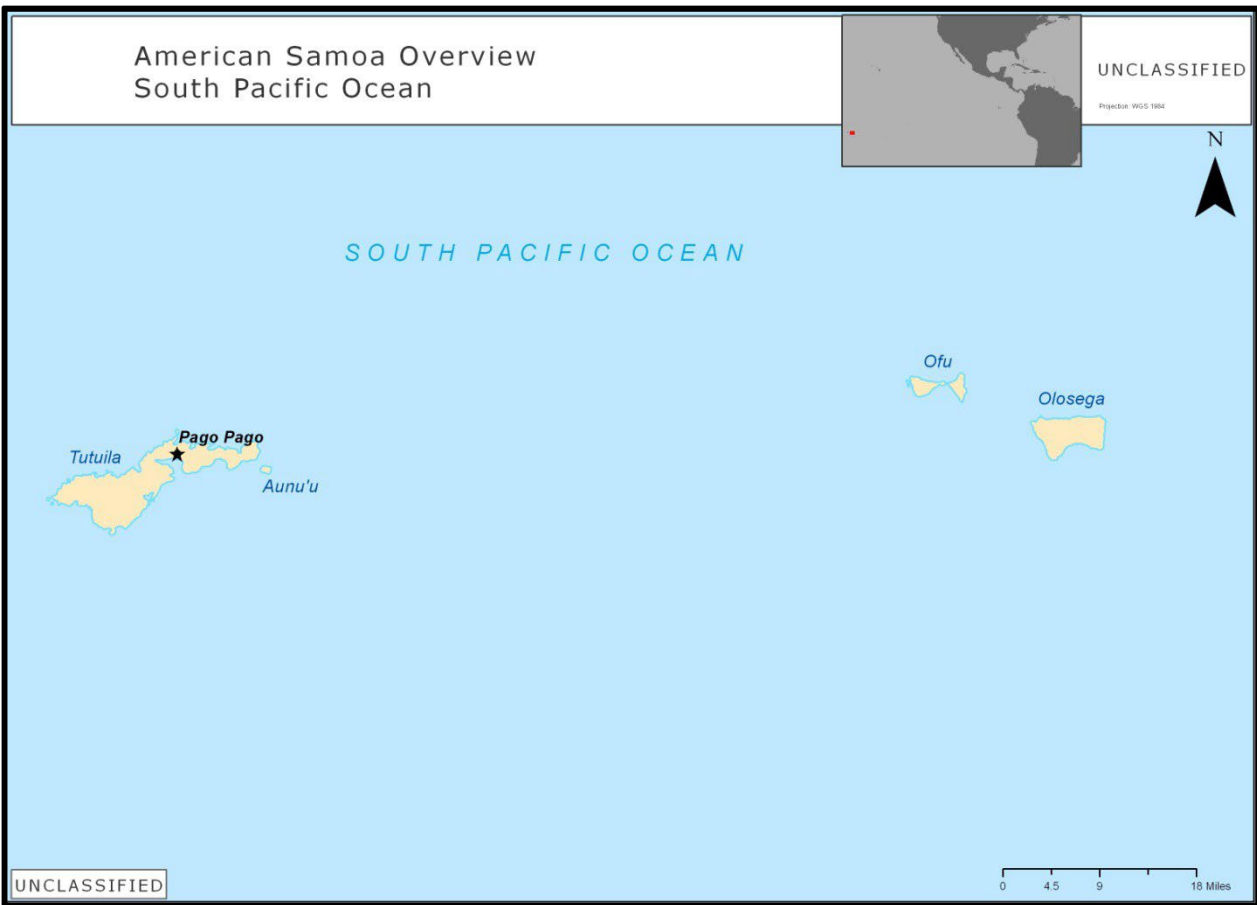 American Samoa Overview
South Pacific Ocean
UNCLASSIFIED
Projection: WGS 1984
N
SOUTH PACIFIC OCEAN
Ofu
Olosega
Pago Pago
Tutuila
Aunu'u
UNCLASSIFIED
0 4.5 9 18 Miles